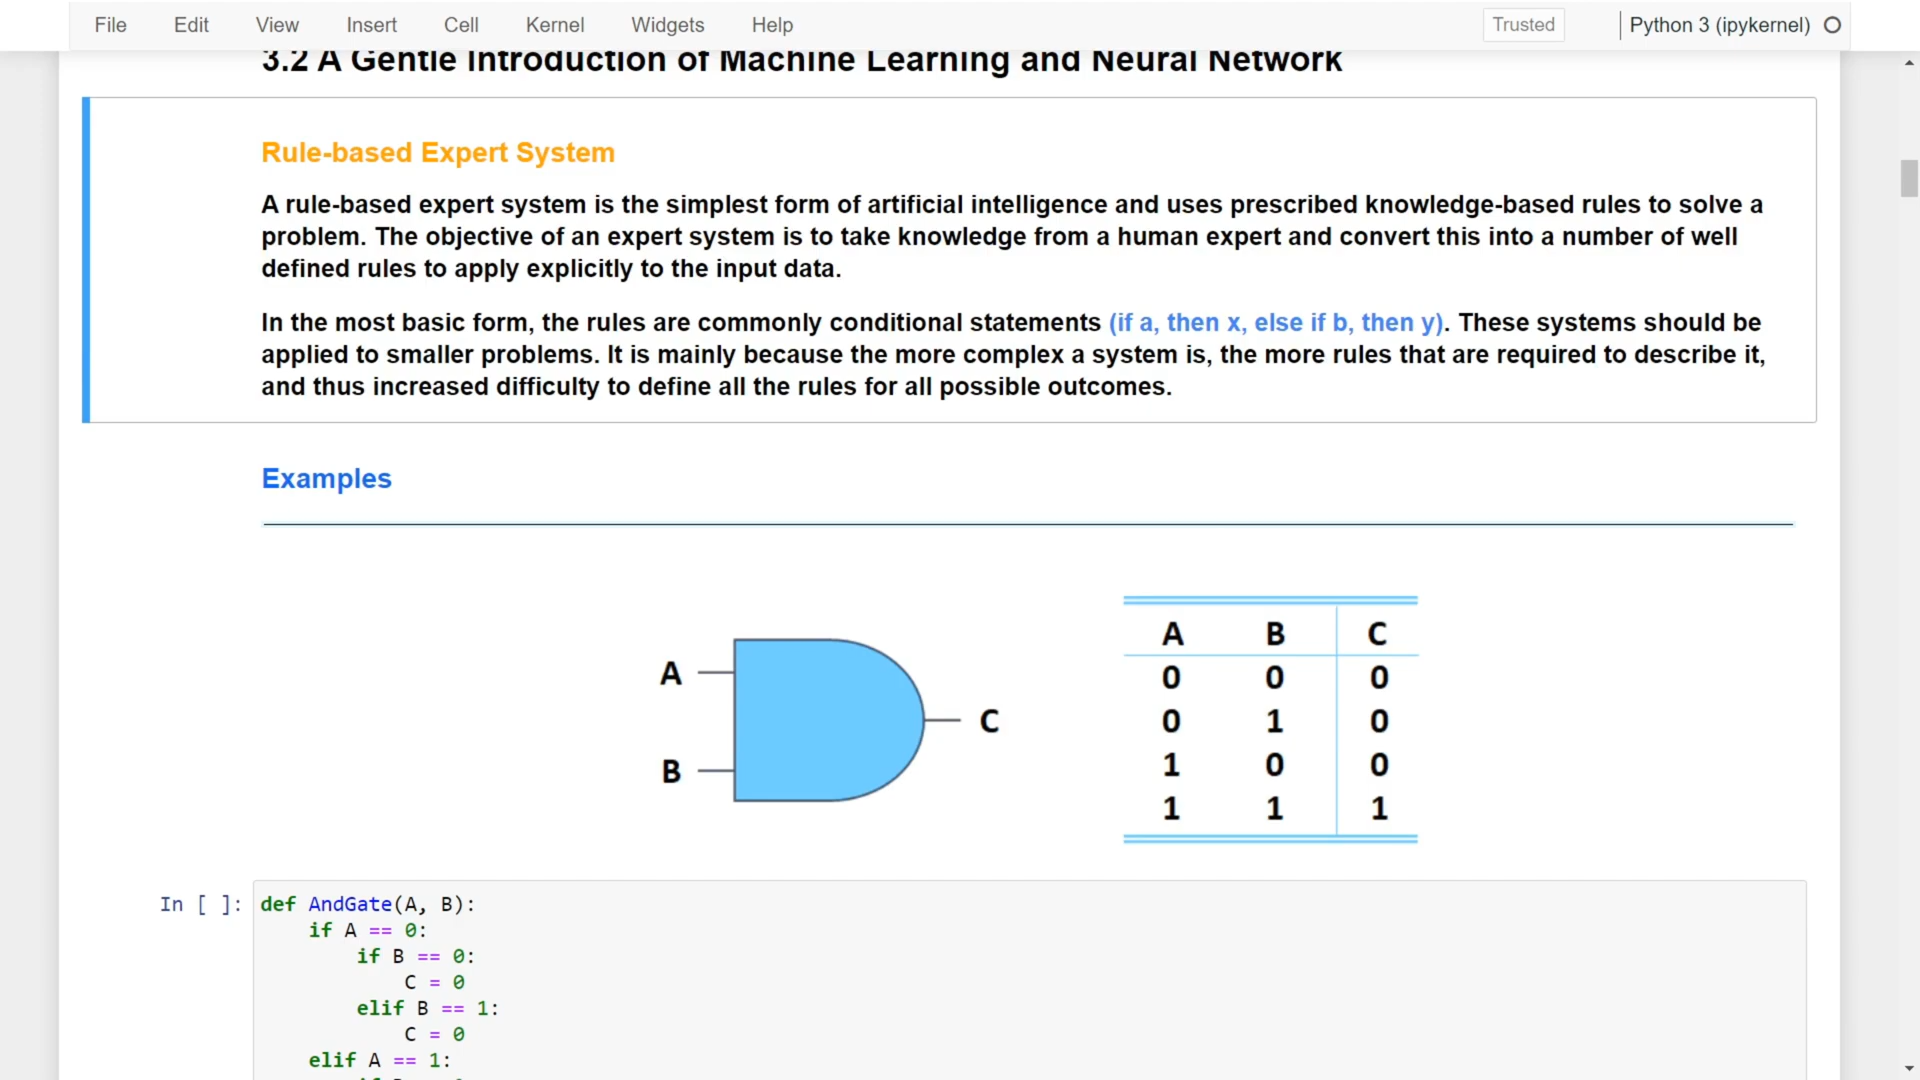 File Edit View Insert Cell Kernel Widgets Help Trusted Python 3 (ipykernel)
3.2 A Gentle Introduction of Machine Learning and Neural Network
Rule-based Expert System
A rule-based expert system is the simplest form of artificial intelligence and uses prescribed knowledge-based rules to solve a
problem. The objective of an expert system is to take knowledge from a human expert and convert this into a number of well
defined rules to apply explicitly to the input data.
In the most basic form, the rules are commonly conditional statements (if a, then x, else if b, then y). These systems should be
applied to smaller problems. It is mainly because the more complex a system is, the more rules that are required to describe it,
and thus increased difficulty to define all the rules for all possible outcomes.
Examples
A
B
C
A B C
0 0 0
0 1 0
1 0 0
1 1 1
In [ ]: def AndGate(A, B):
if A == 0:
if B == 0:
C = 0
elif B == 1:
C = 0
elif A == 1: